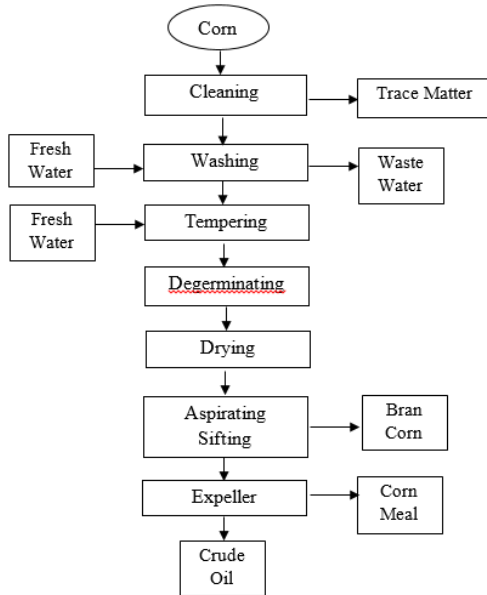 Corn
Cleaning
Trace Matter
Fresh
Water
Washing
Waste
Water
Fresh
Water
Tempering
Degerminating
Drying
Aspirating
Sifting
Bran
Corn
Expeller
Corn
Meal
Crude
Oil